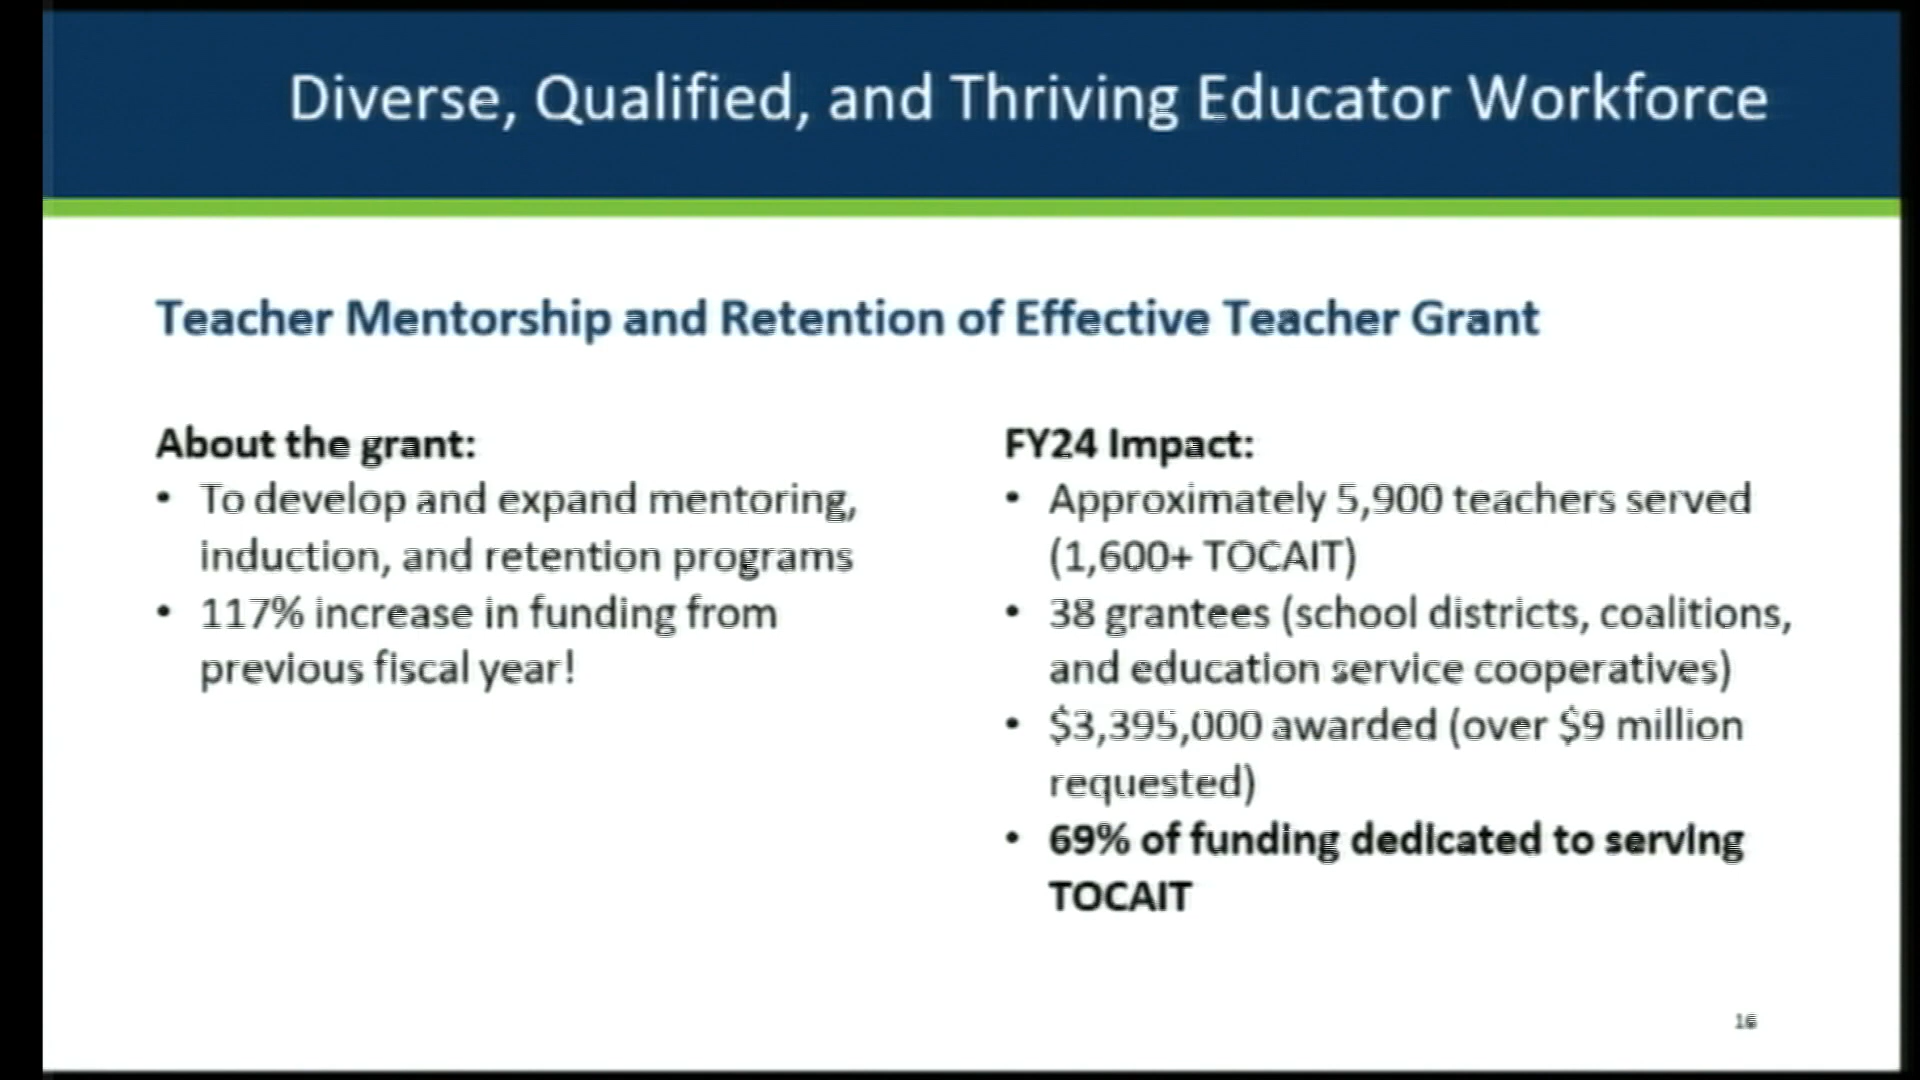 Diverse, Qualified, and Thriving Educator Workforce
Teacher Mentorship and Retention of Effective Teacher Grant
About the grant:
• To develop and expand mentoring,
induction, and retention programs
• 117% increase in funding from
previous fiscal year!
FY24 Impact:
• Approximately 5,900 teachers served
(1,600+ TOCAIT)
• 38 grantees (school districts, coalitions,
and education service cooperatives)
• $3,395,000 awarded (over $9 million
requested)
• 69% of funding dedicated to serving
TOCAIT
16